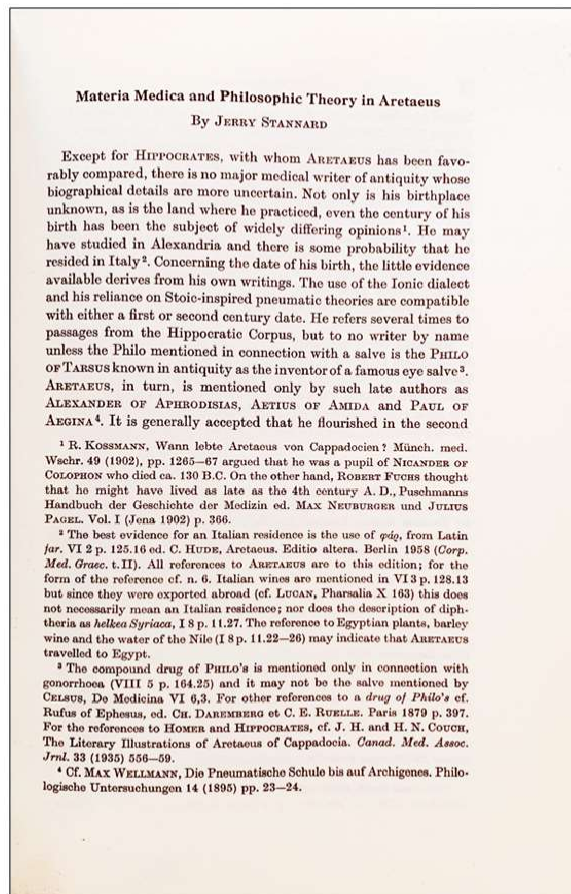 Materia Medica and Philosophic Theory in Aretaeus
By JERRY STANNARD
Except for HIPPOCRATES, with whom ARETAEUS has been favo-
rably compared, there is no major medical writer of antiquity whose
biographical details are more uncertain. Not only is his birthplace
unknown, as is the land where he practiced, even the century of his
birth has been the subject of widely differing opinions¹. He may
have studied in Alexandria and there is some probability that he
resided in Italy². Concerning the date of his birth, the little evidence
available derives from his own writings. The use of the Ionic dialect
and his reliance on Stoic-inspired pneumatic theories are compatible
with either a first or second century date. He refers several times to
passages from the Hippocratic Corpus, but to no writer by name
unless the Philo mentioned in connection with a salve is the PHILO
OF TARSUS known in antiquity as the inventor of a famous eye salve³.
ARETAEUS, in turn, is mentioned only by such late authors as
ALEXANDER OF APHRODISIAS, AETIUS OF AMIDA and PAUL OF
AEGINA⁴. It is generally accepted that he flourished in the second
¹ R. KOSSMANN, Wann lebte Aretaeus von Cappadocien? Münch. med.
Wschr. 49 (1902), pp. 1265—67 argued that he was a pupil of NICANDER OF
COLOPHON who died ca. 130 B.C. On the other hand, ROBERT FUCHS thought
that he might have lived as late as the 4th century A. D., Puschmanns
Handbuch der Geschichte der Medizin ed. MAX NEUBURGER und JULIUS
PAGEL. Vol. I (Jena 1902) p. 366.
² The best evidence for an Italian residence is the use of φάρ, from Latin
far. VI 2 p. 125.16 ed. C. HUDE, Aretaeus. Editio altera. Berlin 1958 (Corp.
Med. Graec. t. II). All references to ARETAEUS are to this edition; for the
form of the reference cf. n. 6. Italian wines are mentioned in VI 3 p. 128.13
but since they were exported abroad (cf. LUCAN, Pharsalia X 163) this does
not necessarily mean an Italian residence; nor does the description of diph-
theria as helkea Syriaca, I 8 p. 11.27. The reference to Egyptian plants, barley
wine and the water of the Nile (I 8 p. 11.22—26) may indicate that ARETAEUS
travelled to Egypt.
³ The compound drug of PHILO's is mentioned only in connection with
gonorrhoea (VIII 5 p. 164.25) and it may not be the salve mentioned by
CELSUS, De Medicina VI 6,3. For other references to a drug of Philo's cf.
Rufus of Ephesus, ed. CH. DAREMBERG et C. E. RUELLE. Paris 1879 p. 397.
For the references to HOMER and HIPPOCRATES, cf. J. H. and H. N. COUCH,
The Literary Illustrations of Aretaeus of Cappadocia. Canad. Med. Assoc.
Jrnl. 33 (1935) 556—59.
⁴ Cf. MAX WELLMANN, Die Pneumatische Schule bis auf Archigenes. Philo-
logische Untersuchungen 14 (1895) pp. 23—24.